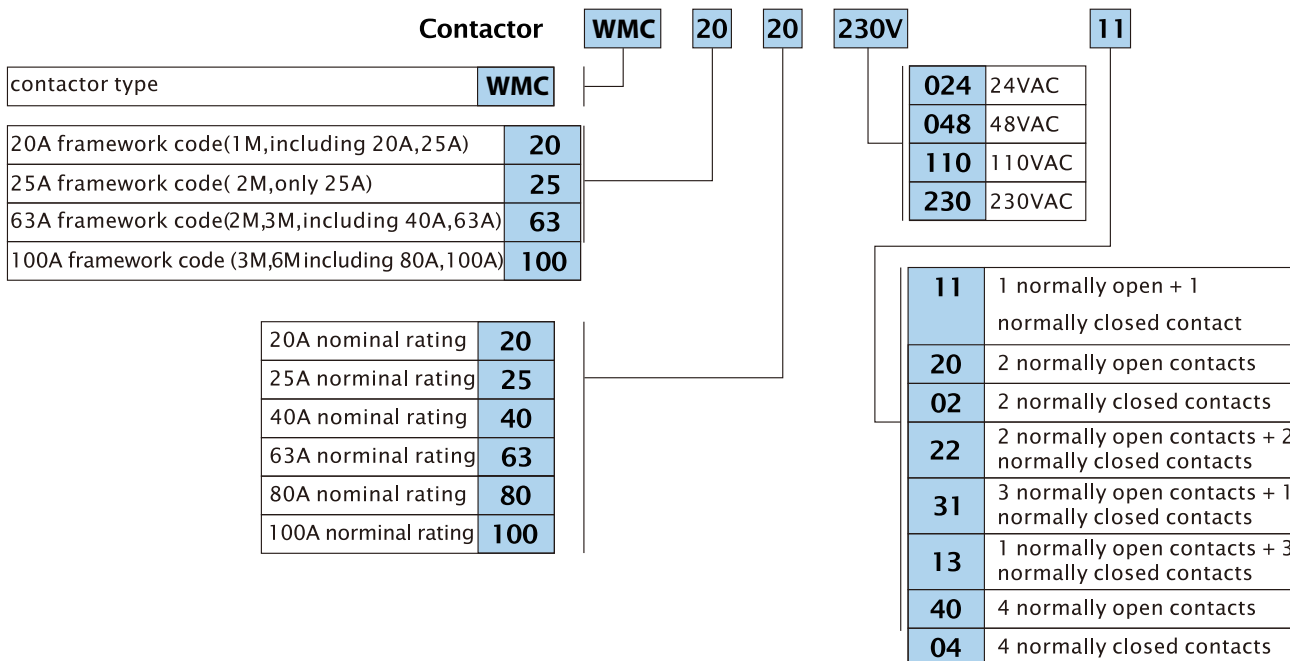 Contactor WMC 20 20 230V 11
contactor type WMC
20A framework code(1M,including 20A,25A) 20
25A framework code( 2M,only 25A) 25
63A framework code(2M,3M,including 40A,63A) 63
100A framework code (3M,6M including 80A,100A) 100
20A nominal rating 20
25A norminal rating 25
40A nominal rating 40
63A nominal rating 63
80A nominal rating 80
100A norminal rating 100
024 24VAC
048 48VAC
110 110VAC
230 230VAC
11 1 normally open + 1
normally closed contact
20 2 normally open contacts
02 2 normally closed contacts
22 2 normally open contacts + 2
normally closed contacts
31 3 normally open contacts + 1
normally closed contacts
13 1 normally open contacts + 3
normally closed contacts
40 4 normally open contacts
04 4 normally closed contacts